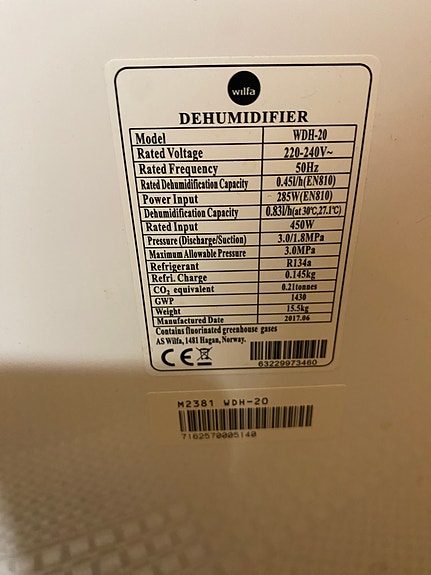 wilfa
DEHUMIDIFIER
Model WDH-20
Rated Voltage 220-240V~
Rated Frequency 50Hz
Rated Dehumidification Capacity 0.45l/h(EN810)
Power Input 285W(EN810)
Dehumidification Capacity 0.83l/h(at 30℃,27.1℃)
Rated Input 450W
Pressure (Discharge/Suction) 3.0/1.8MPa
Maximum Allowable Pressure 3.0MPa
Refrigerant R134a
Refri. Charge 0.145kg
CO₂ equivalent 0.21tonnes
GWP 1430
Weight 15.5kg
Manufactured Date 2017.06
Contains fluorinated greenhouse gases
AS Wilfa, 1481 Hagan, Norway.
CE
63229973460
M2381 WDH-20
7162570005140